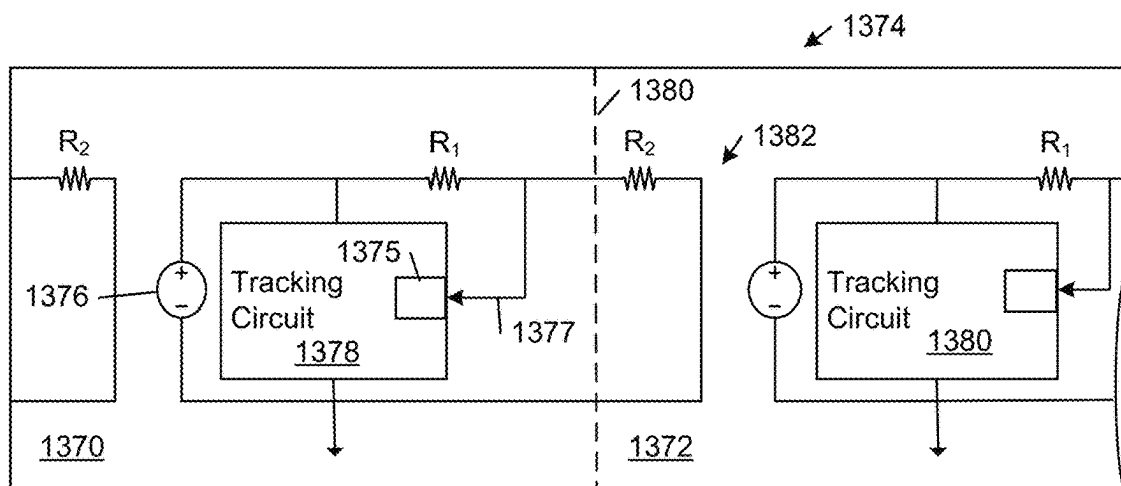 1374
1380
R2
R1
1382
R2
R1
1375
1376
+
−
Tracking
Circuit
1378
1377
+
−
Tracking
Circuit
1380
1370
1372